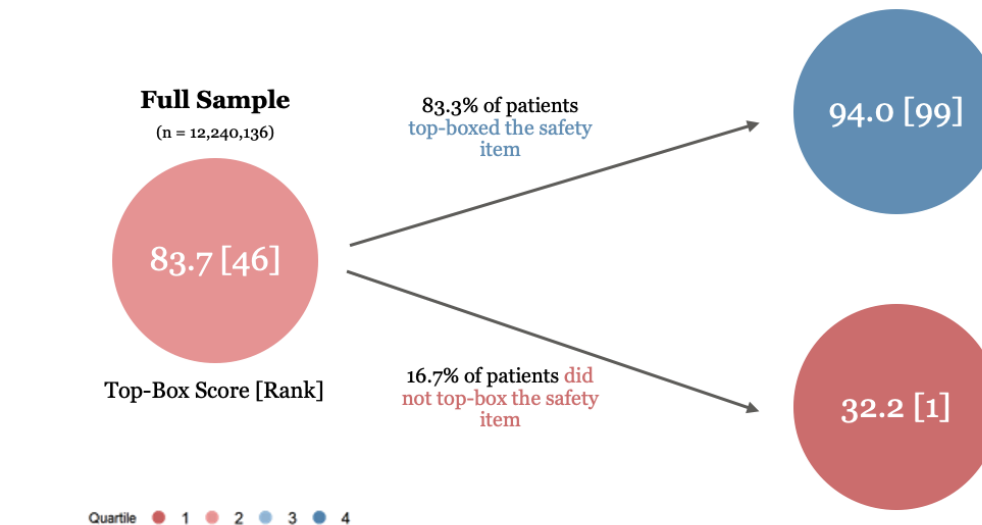 Full Sample
(n = 12,240,136)
83.7 [46]
Top-Box Score [Rank]
83.3% of patients
top-boxed the safety
item
94.0 [99]
16.7% of patients did
not top-box the safety
item
32.2 [1]
Quartile 1 2 3 4